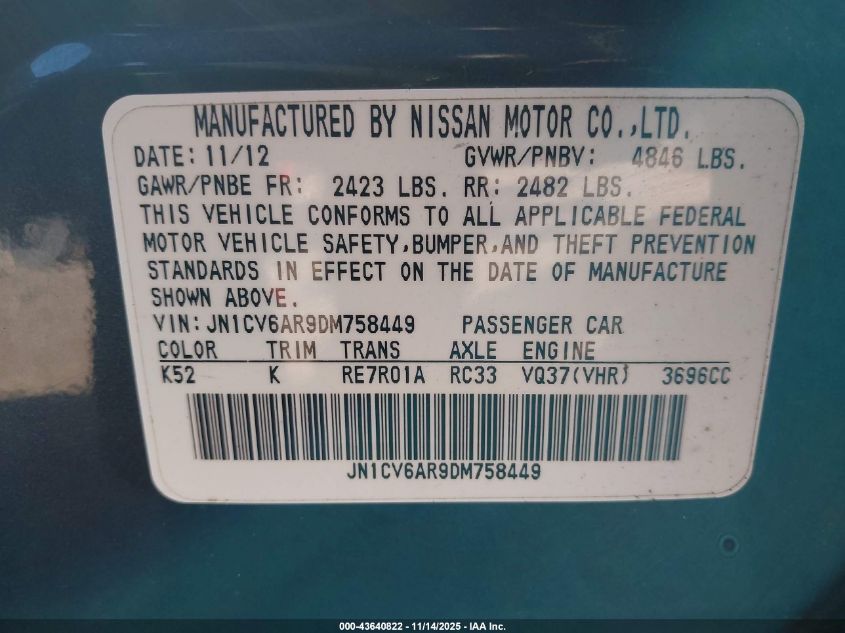 MANUFACTURED BY NISSAN MOTOR CO.,LTD.
DATE: 11/12 GVWR/PNBV: 4846 LBS.
GAWR/PNBE FR: 2423 LBS. RR: 2482 LBS.
THIS VEHICLE CONFORMS TO ALL APPLICABLE FEDERAL
MOTOR VEHICLE SAFETY,BUMPER,AND THEFT PREVENTION
STANDARDS IN EFFECT ON THE DATE OF MANUFACTURE
SHOWN ABOVE.
VIN: JN1CV6AR9DM758449 PASSENGER CAR
COLOR TRIM TRANS AXLE ENGINE
K52 K RE7R01A RC33 VQ37(VHR) 3696CC
JN1CV6AR9DM758449
000-43640822 - 11/14/2025 - IAA Inc.